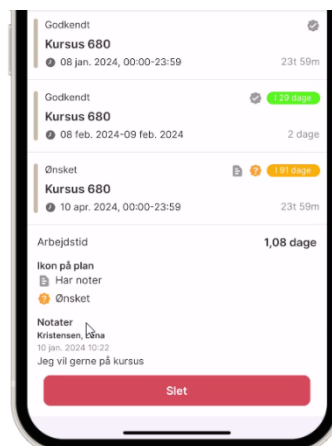 Godkendt
Kursus 680
08 jan. 2024, 00:00-23:59 23t 59m
Godkendt I 29 dage
Kursus 680
08 feb. 2024-09 feb. 2024 2 dage
Ønsket I 91 dage
Kursus 680
10 apr. 2024, 00:00-23:59 23t 59m
Arbejdstid 1,08 dage
Ikon på plan
Har noter
Ønsket
Notater
Kristensen, Lena
10 jan. 2024 10:22
Jeg vil gerne på kursus
Slet